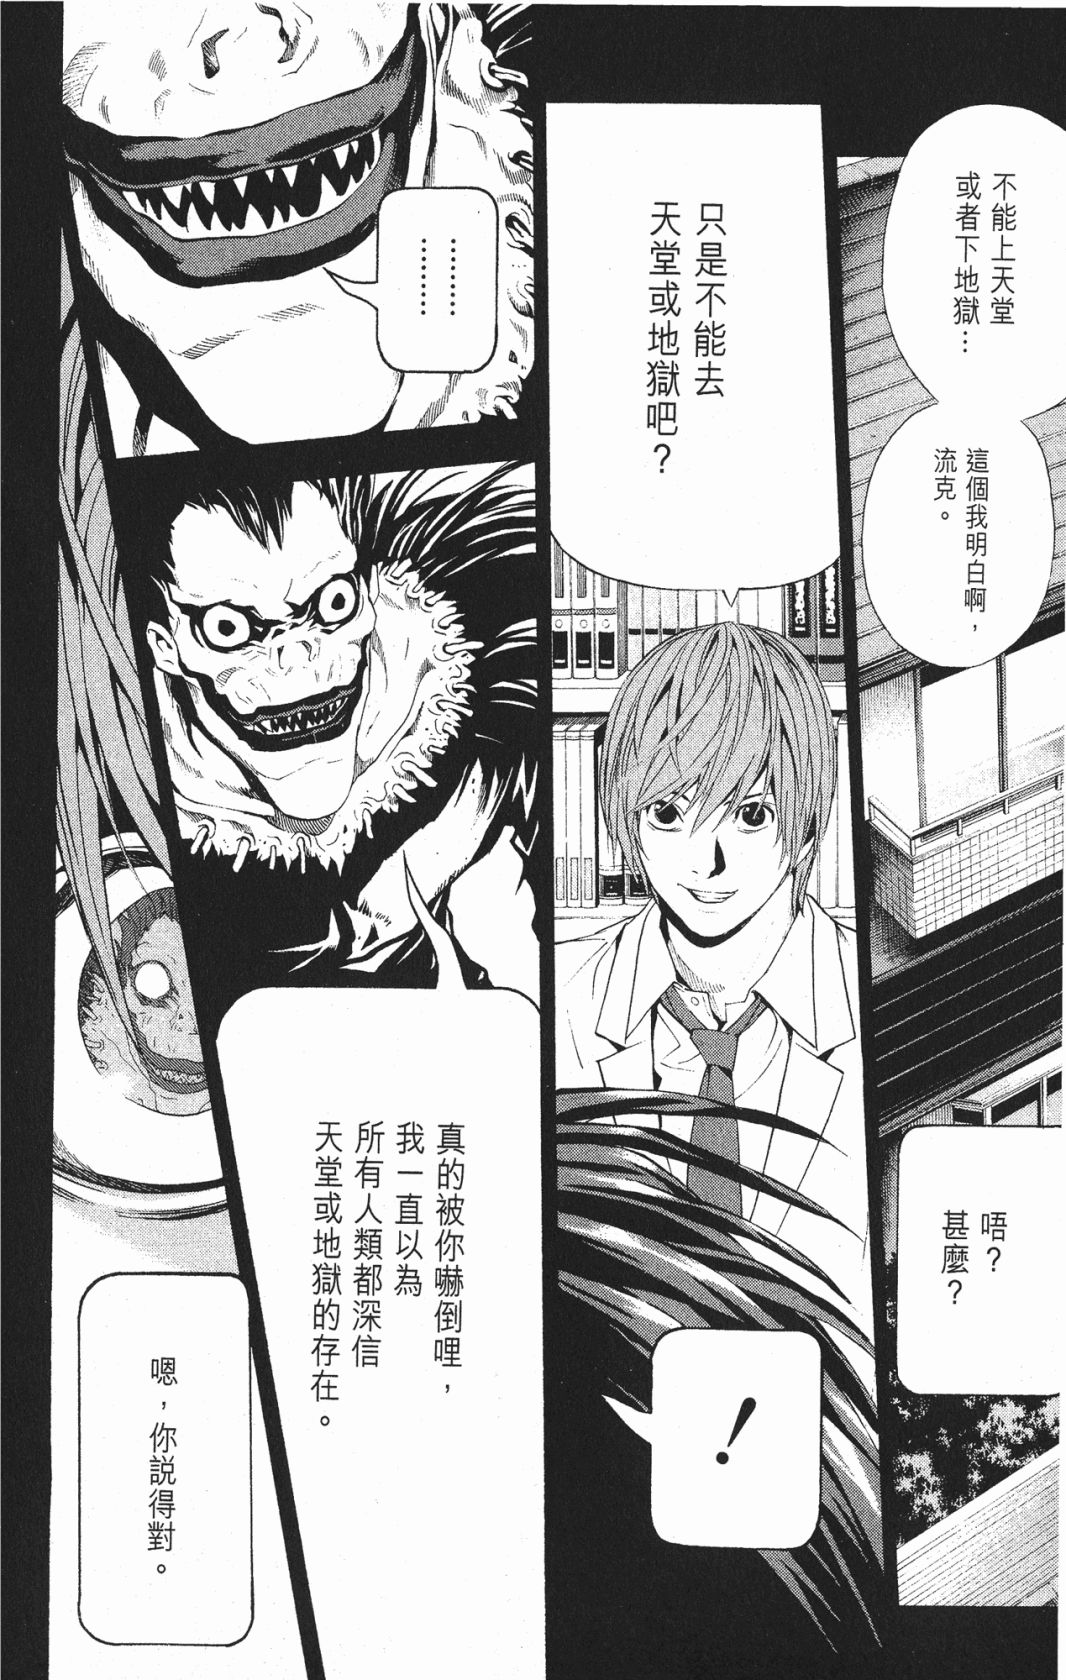 不能上天堂
或者下地獄…
這個我明白啊，
流克。
唔？
甚麼？
只是不能去
天堂或地獄吧？
！
…………
…………
真的被你嚇倒哩，
我一直以為
所有人類都深信
天堂或地獄的存在。
嗯，你説得對。